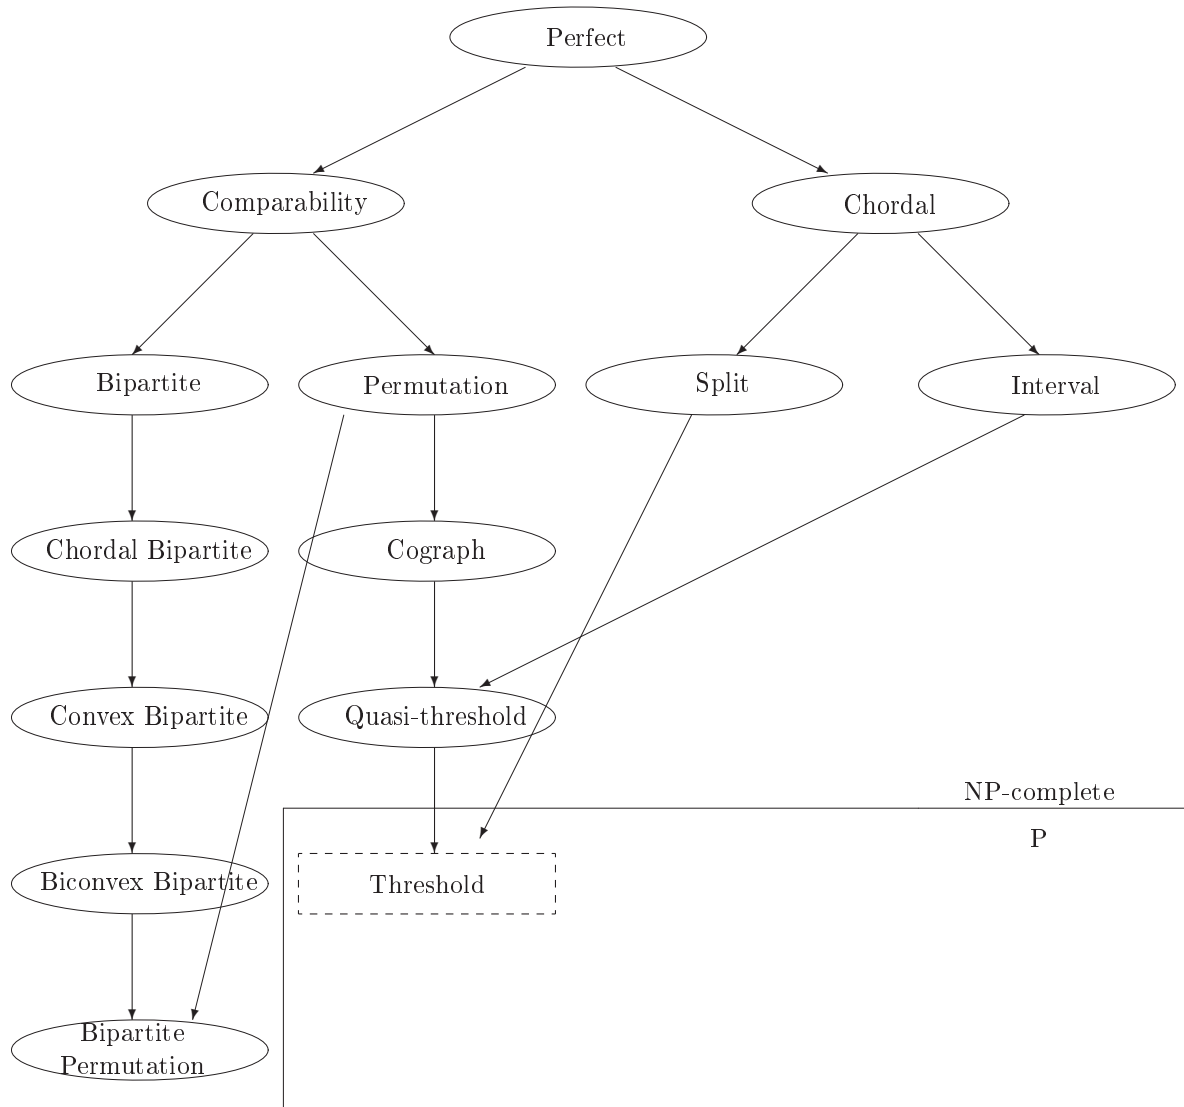 Perfect
Comparability
Chordal
Bipartite
Permutation
Split
Interval
Chordal Bipartite
Cograph
Convex Bipartite
Quasi-threshold
NP-complete
P
Biconvex Bipartite
Threshold
Bipartite
Permutation